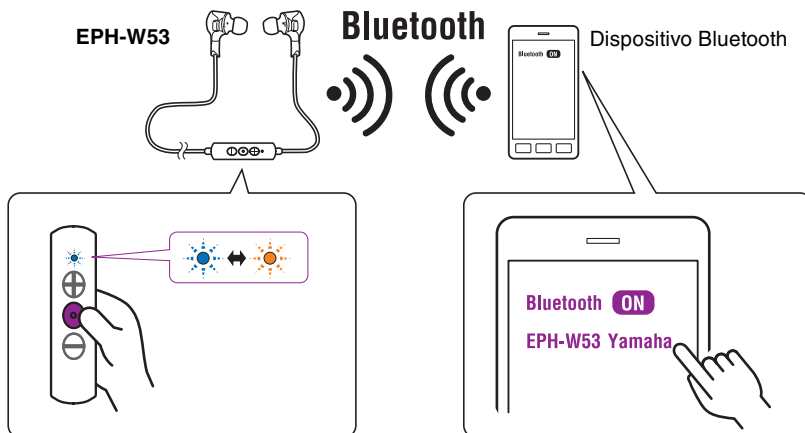 EPH-W53
Bluetooth
Dispositivo Bluetooth
Bluetooth ON
Bluetooth ON
EPH-W53 Yamaha